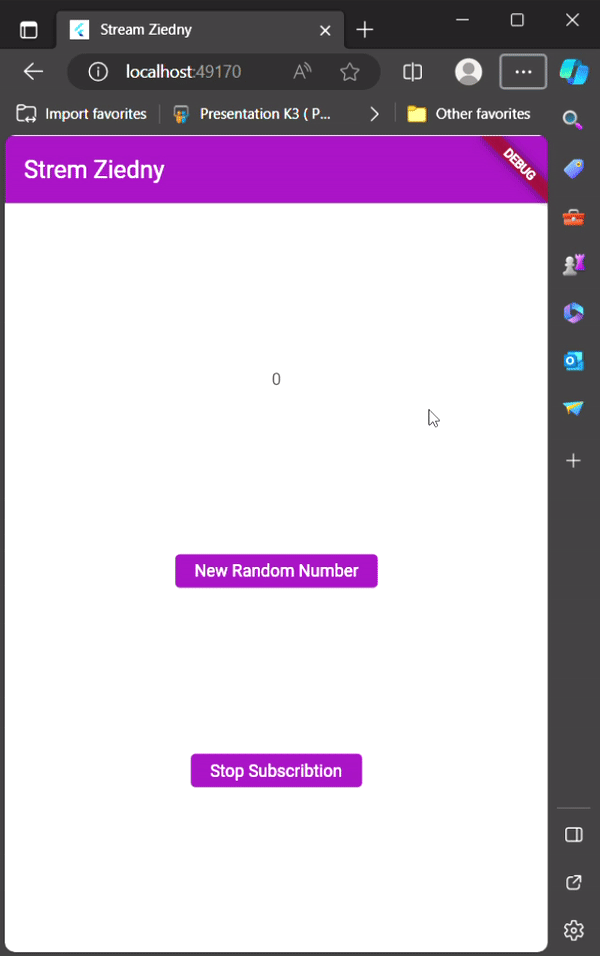 Stream Ziedny
localhost:49170
Import favorites
Presentation K3 ( P...
Other favorites
Strem Ziedny
DEBUG
0
New Random Number
Stop Subscribtion